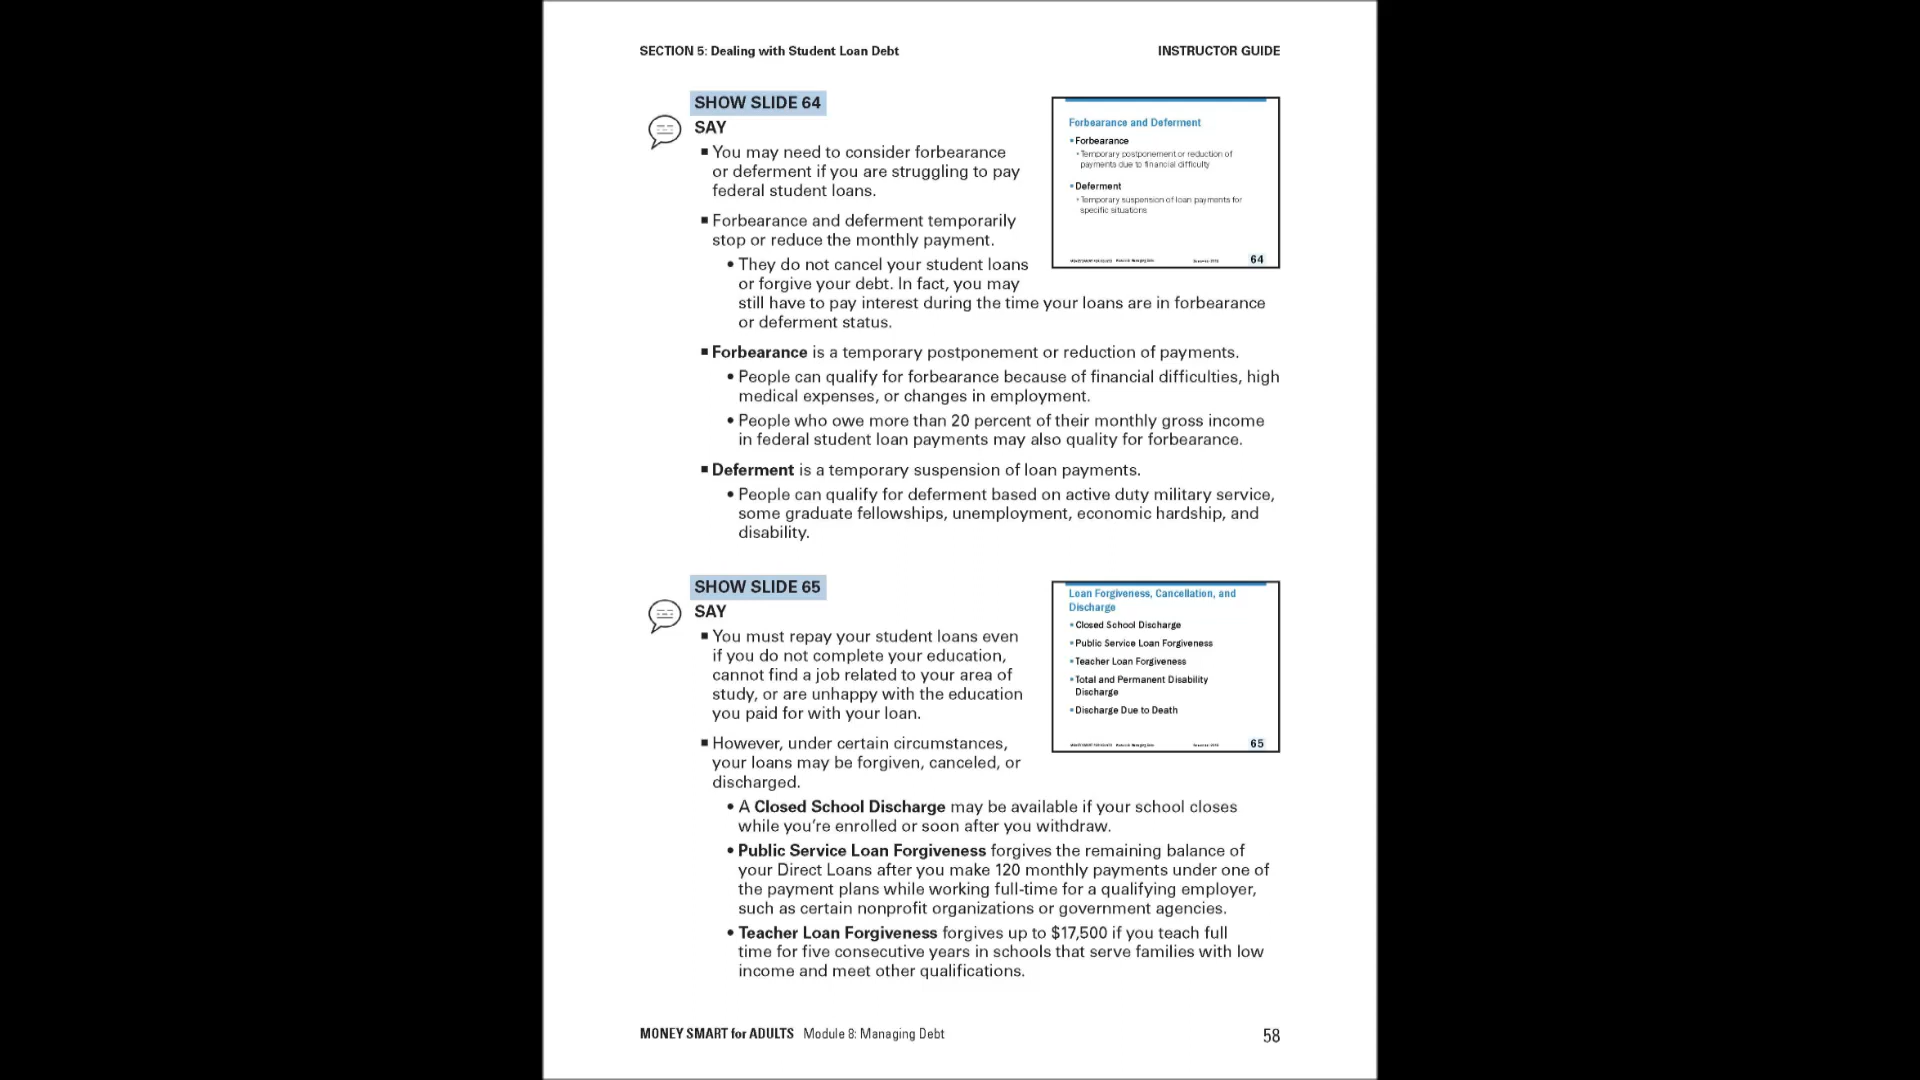 SECTION 5: Dealing with Student Loan Debt
INSTRUCTOR GUIDE
SHOW SLIDE 64
SAY
▪ You may need to consider forbearance
or deferment if you are struggling to pay
federal student loans.
▪ Forbearance and deferment temporarily
stop or reduce the monthly payment.
• They do not cancel your student loans
or forgive your debt. In fact, you may
still have to pay interest during the time your loans are in forbearance
or deferment status.
▪ Forbearance is a temporary postponement or reduction of payments.
• People can qualify for forbearance because of financial difficulties, high
medical expenses, or changes in employment.
• People who owe more than 20 percent of their monthly gross income
in federal student loan payments may also quality for forbearance.
▪ Deferment is a temporary suspension of loan payments.
• People can qualify for deferment based on active duty military service,
some graduate fellowships, unemployment, economic hardship, and
disability.
Forbearance and Deferment
• Forbearance
• Temporary postponement or reduction of
payments due to financial difficulty
• Deferment
• Temporary suspension of loan payments for
specific situations
64
SHOW SLIDE 65
SAY
▪ You must repay your student loans even
if you do not complete your education,
cannot find a job related to your area of
study, or are unhappy with the education
you paid for with your loan.
▪ However, under certain circumstances,
your loans may be forgiven, canceled, or
discharged.
• A Closed School Discharge may be available if your school closes
while you’re enrolled or soon after you withdraw.
• Public Service Loan Forgiveness forgives the remaining balance of
your Direct Loans after you make 120 monthly payments under one of
the payment plans while working full-time for a qualifying employer,
such as certain nonprofit organizations or government agencies.
• Teacher Loan Forgiveness forgives up to $17,500 if you teach full
time for five consecutive years in schools that serve families with low
income and meet other qualifications.
Loan Forgiveness, Cancellation, and
Discharge
• Closed School Discharge
• Public Service Loan Forgiveness
• Teacher Loan Forgiveness
• Total and Permanent Disability
Discharge
• Discharge Due to Death
65
MONEY SMART for ADULTS Module 8: Managing Debt
58